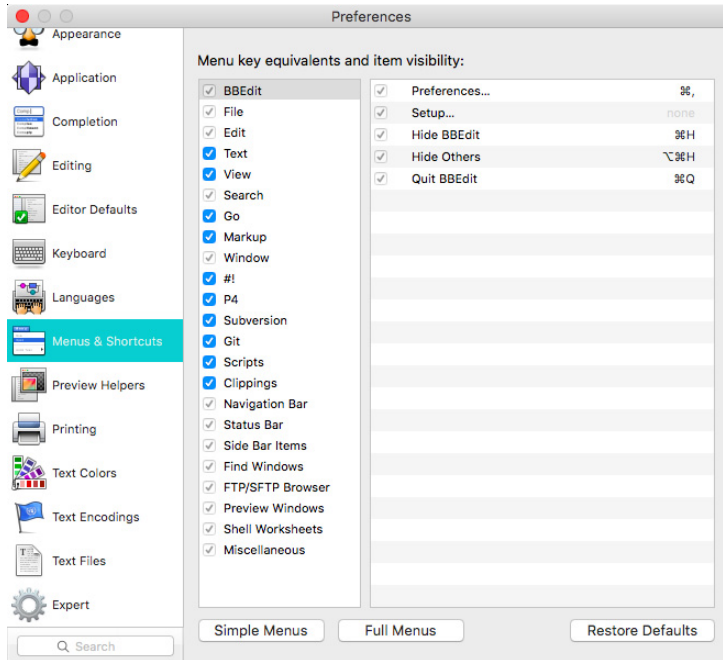 Preferences
Appearance
Application
Completion
Editing
Editor Defaults
Keyboard
Languages
Menus & Shortcuts
Preview Helpers
Printing
Text Colors
Text Encodings
Text Files
Expert
Search
Menu key equivalents and item visibility:
BBEdit
File
Edit
Text
View
Search
Go
Markup
Window
#!
P4
Subversion
Git
Scripts
Clippings
Navigation Bar
Status Bar
Side Bar Items
Find Windows
FTP/SFTP Browser
Preview Windows
Shell Worksheets
Miscellaneous
Preferences... ⌘,
Setup... none
Hide BBEdit ⌘H
Hide Others ⌥⌘H
Quit BBEdit ⌘Q
Simple Menus Full Menus Restore Defaults